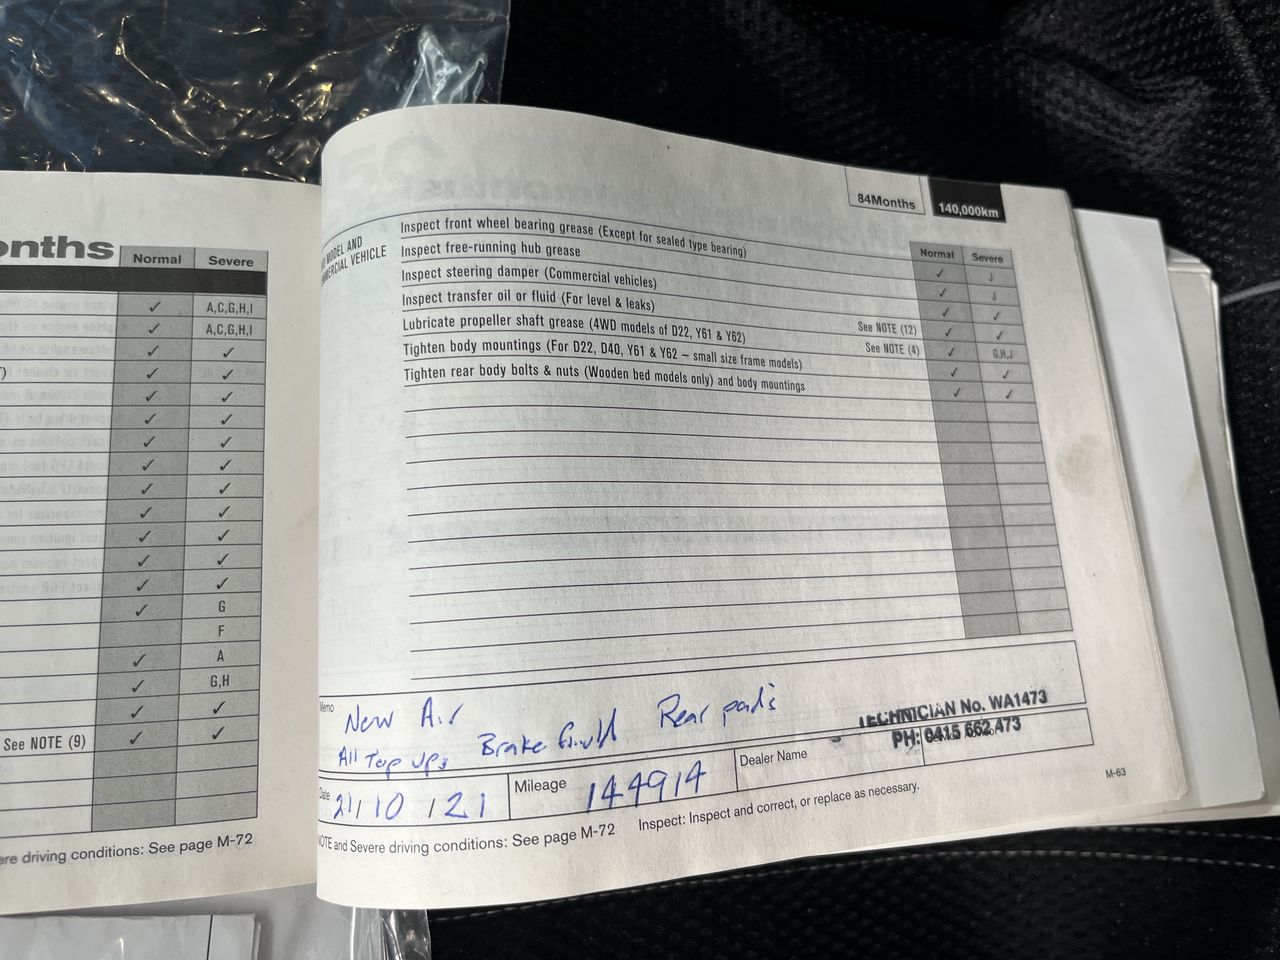 onths
Normal Severe
✓ A,C,G,H,I
✓ A,C,G,H,I
✓ ✓
) ✓ ✓
✓ ✓
✓ ✓
✓ ✓
✓ ✓
✓ ✓
✓ ✓
✓ ✓
✓ ✓
✓ G
F
✓ A
✓ G,H
✓ ✓
See NOTE (9) ✓ ✓
ere driving conditions: See page M-72
84Months 140,000km
MODEL AND
MERCIAL VEHICLE
Normal Severe
Inspect front wheel bearing grease (Except for sealed type bearing) ✓ J
Inspect free-running hub grease ✓ J
Inspect steering damper (Commercial vehicles) ✓ ✓
Inspect transfer oil or fluid (For level & leaks) See NOTE (12) ✓ ✓
Lubricate propeller shaft grease (4WD models of D22, Y61 & Y62) See NOTE (4) ✓ G,H,J
Tighten body mountings (For D22, D40, Y61 & Y62 – small size frame models) ✓ ✓
Tighten rear body bolts & nuts (Wooden bed models only) and body mountings ✓ ✓
Memo
New Air
All Top ups Brake Rear pads
TECHNICIAN No. WA1473
PH: 0415 662 473
Date 21/10/21 Mileage 144914 Dealer Name
NOTE and Severe driving conditions: See page M-72 Inspect: Inspect and correct, or replace as necessary.
M-63